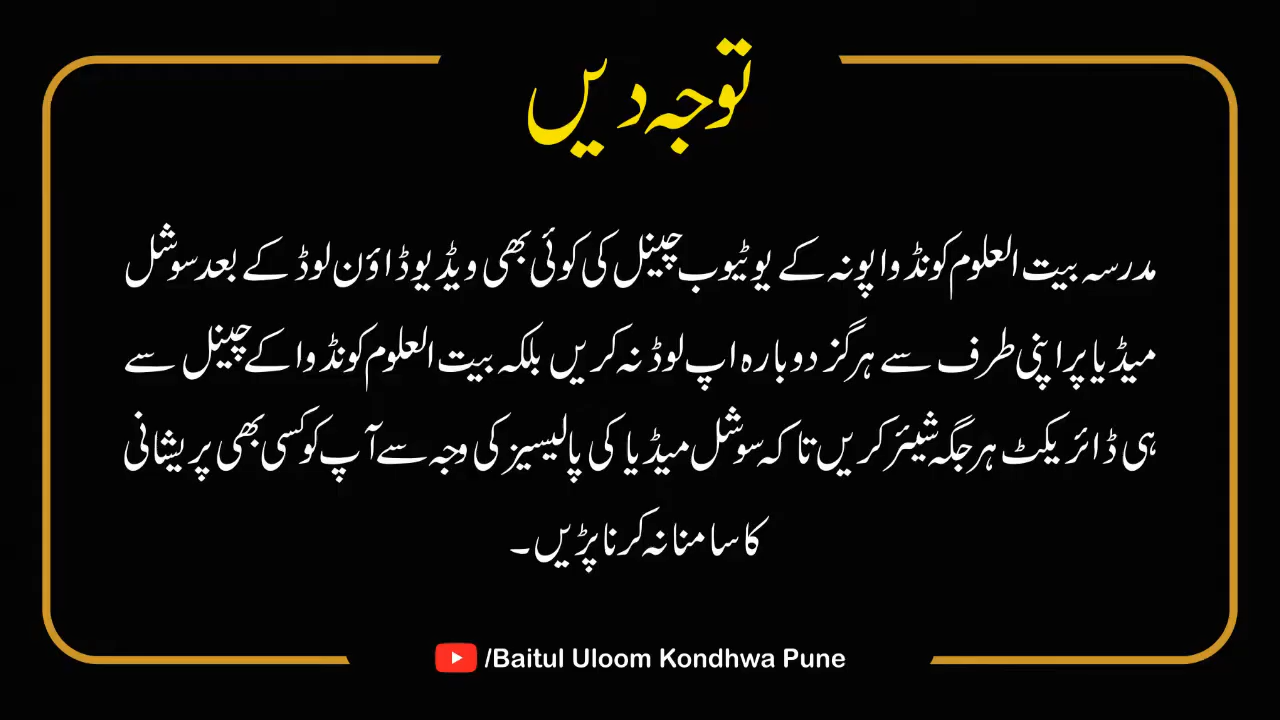 توجہ دیں
مدرسہ بیت العلوم کونڈوا پونہ کے یوٹیوب چینل کی کوئی بھی ویڈیو ڈاؤن لوڈ کے بعد سوشل
میڈیا پر اپنی طرف سے ہرگز دوبارہ اپ لوڈ نہ کریں بلکہ بیت العلوم کونڈوا کے چینل سے
ہی ڈائریکٹ ہر جگہ شیئر کریں تاکہ سوشل میڈیا کی پالیسیز کی وجہ سے آپ کو کسی بھی پریشانی
کا سامنا نہ کرنا پڑیں۔
/Baitul Uloom Kondhwa Pune